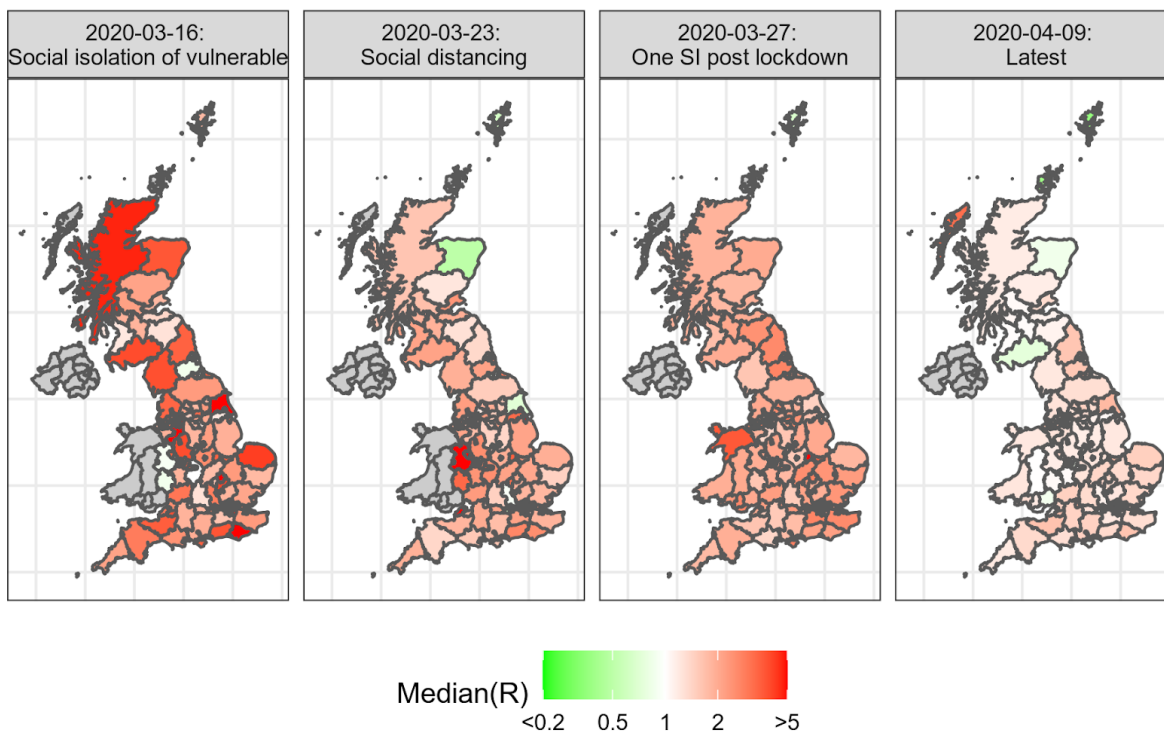 2020-03-16:
Social isolation of vulnerable
2020-03-23:
Social distancing
2020-03-27:
One SI post lockdown
2020-04-09:
Latest
Median(R)
<0.2 0.5 1 2 >5